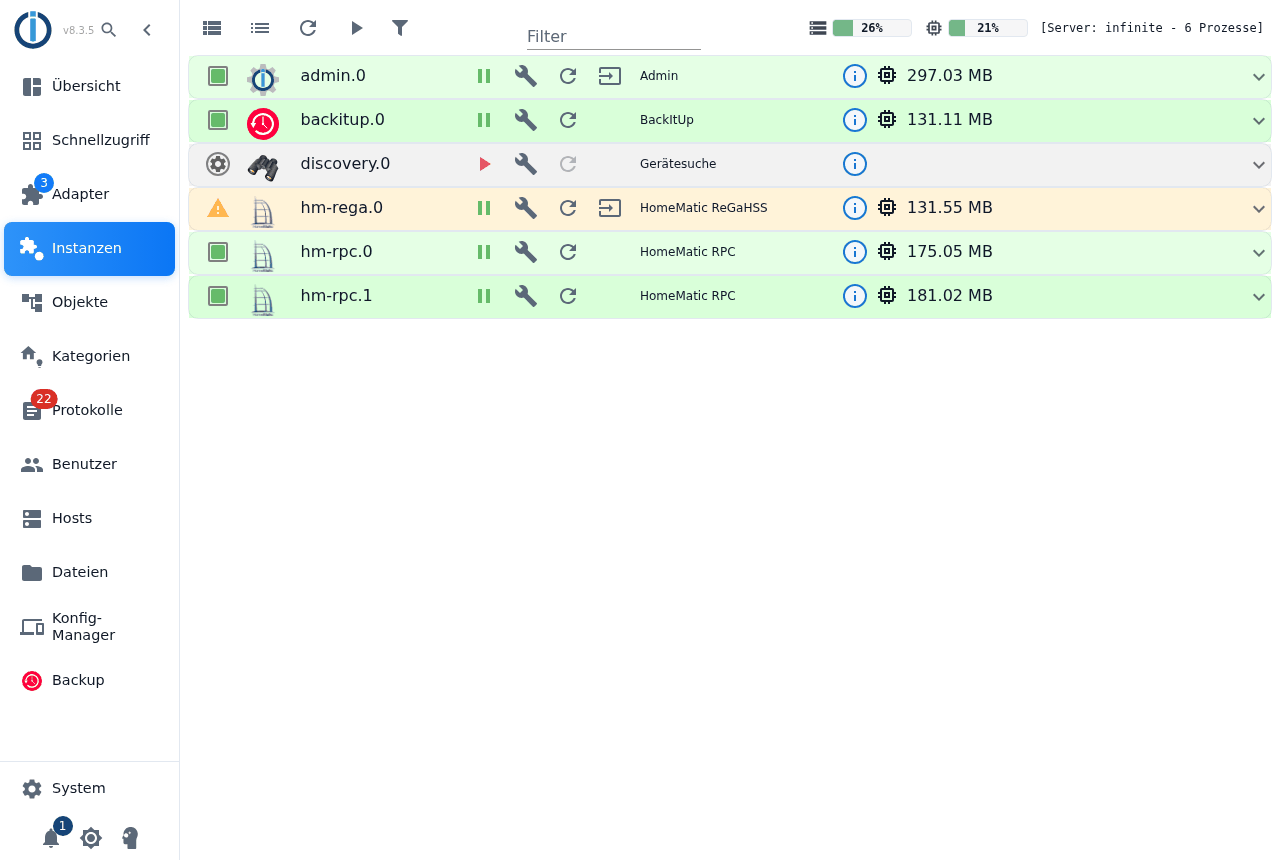 v8.3.5
Übersicht
Schnellzugriff
3
Adapter
Instanzen
Objekte
Kategorien
22
Protokolle
Benutzer
Hosts
Dateien
Konfig-
Manager
Backup
System
1
Filter
26%
21%
[Server: infinite - 6 Prozesse]
admin.0 Admin 297.03 MB
backitup.0 BackItUp 131.11 MB
discovery.0 Gerätesuche
hm-rega.0 HomeMatic ReGaHSS 131.55 MB
hm-rpc.0 HomeMatic RPC 175.05 MB
hm-rpc.1 HomeMatic RPC 181.02 MB